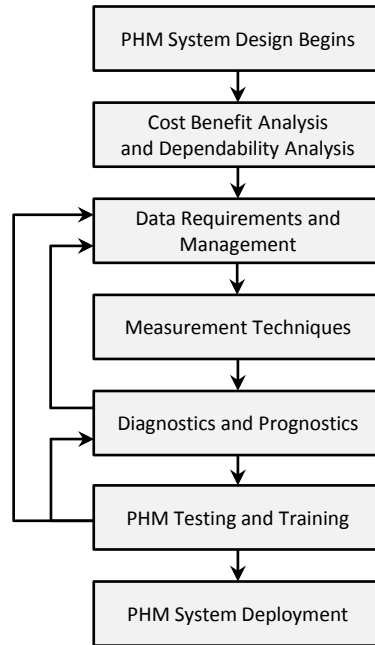 PHM System Design Begins
Cost Benefit Analysis
and Dependability Analysis
Data Requirements and
Management
Measurement Techniques
Diagnostics and Prognostics
PHM Testing and Training
PHM System Deployment